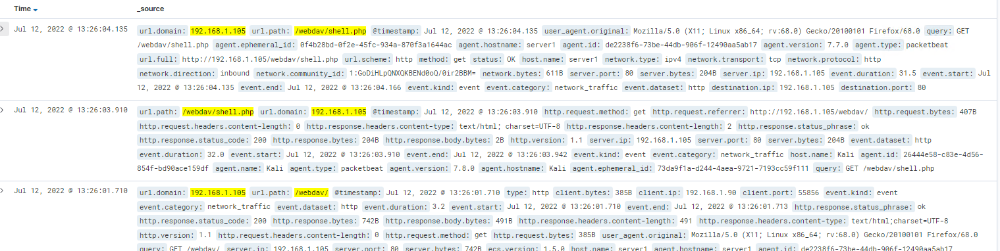 Time _source
Jul 12, 2022 @ 13:26:04.135 url.domain: 192.168.1.105 url.path: /webdav/shell.php @timestamp: Jul 12, 2022 @ 13:26:04.135 user_agent.original: Mozilla/5.0 (X11; Linux x86_64; rv:68.0) Gecko/20100101 Firefox/68.0 query: GET
/webdav/shell.php agent.ephemeral_id: 0f4b28bd-0f2e-45fc-934a-870f3a1644ac agent.hostname: server1 agent.id: de2238f6-73be-44db-906f-12490aa5ab17 agent.version: 7.7.0 agent.type: packetbeat
url.full: http://192.168.1.105/webdav/shell.php url.scheme: http method: get status: OK host.name: server1 network.type: ipv4 network.transport: tcp network.protocol: http
network.direction: inbound network.community_id: 1:GoDiHLpQNXQKBENd0oQ/0ir2BBM= network.bytes: 611B server.port: 80 server.bytes: 204B server.ip: 192.168.1.105 event.duration: 31.5 event.start: Jul
12, 2022 @ 13:26:04.135 event.end: Jul 12, 2022 @ 13:26:04.166 event.kind: event event.category: network_traffic event.dataset: http destination.ip: 192.168.1.105 destination.port: 80
Jul 12, 2022 @ 13:26:03.910 url.path: /webdav/shell.php url.domain: 192.168.1.105 @timestamp: Jul 12, 2022 @ 13:26:03.910 http.request.method: get http.request.referrer: http://192.168.1.105/webdav/ http.request.bytes: 407B
http.request.headers.content-length: 0 http.response.headers.content-type: text/html; charset=UTF-8 http.response.headers.content-length: 2 http.response.status_phrase: ok
http.response.status_code: 200 http.response.bytes: 204B http.response.body.bytes: 2B http.version: 1.1 server.ip: 192.168.1.105 server.port: 80 server.bytes: 204B event.dataset: http
event.duration: 32.0 event.start: Jul 12, 2022 @ 13:26:03.910 event.end: Jul 12, 2022 @ 13:26:03.942 event.kind: event event.category: network_traffic host.name: Kali agent.id: 26444e58-c83e-4d56-
854f-bd90ace159df agent.name: Kali agent.type: packetbeat agent.version: 7.8.0 agent.hostname: Kali agent.ephemeral_id: 73da9f1a-d244-4aea-9721-7193cc59f111 query: GET /webdav/shell.php
Jul 12, 2022 @ 13:26:01.710 url.domain: 192.168.1.105 url.path: /webdav/ @timestamp: Jul 12, 2022 @ 13:26:01.710 type: http client.bytes: 385B client.ip: 192.168.1.90 client.port: 55856 event.kind: event
event.category: network_traffic event.dataset: http event.duration: 3.2 event.start: Jul 12, 2022 @ 13:26:01.710 event.end: Jul 12, 2022 @ 13:26:01.713 http.response.status_phrase: ok
http.response.status_code: 200 http.response.bytes: 742B http.response.body.bytes: 491B http.response.headers.content-length: 491 http.response.headers.content-type: text/html;charset=UTF-8
http.version: 1.1 http.request.headers.content-length: 0 http.request.method: get http.request.bytes: 385B user_agent.original: Mozilla/5.0 (X11; Linux x86_64; rv:68.0) Gecko/20100101 Firefox/68.0
query: GET /webdav/ server.ip: 192.168.1.105 server.port: 80 server.bytes: 742B ecs.version: 1.5.0 host.name: server1 agent.hostname: server1 agent.id: de2238f6-73be-44db-906f-12490aa5ab17